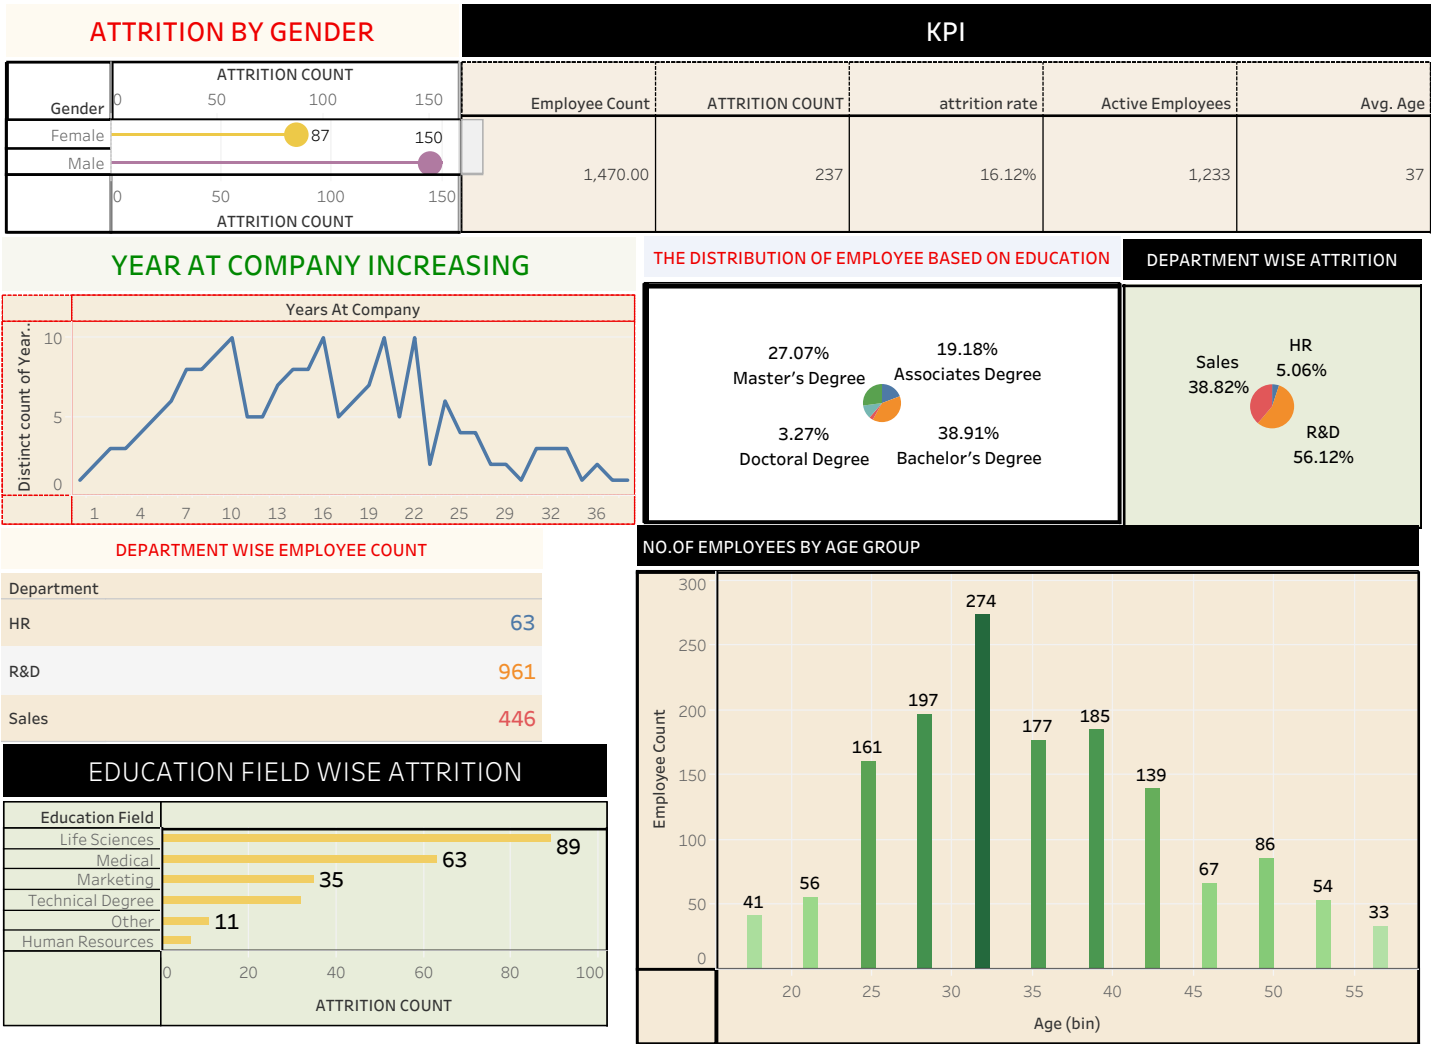 ATTRITION BY GENDER
KPI
ATTRITION COUNT
Gender
0 50 100 150
Female 87
Male 150
0 50 100 150
ATTRITION COUNT
Employee Count ATTRITION COUNT attrition rate Active Employees Avg. Age
1,470.00 237 16.12% 1,233 37
YEAR AT COMPANY INCREASING
Years At Company
Distinct count of Year..
10
5
0
1 4 7 10 13 16 19 22 25 29 32 36
THE DISTRIBUTION OF EMPLOYEE BASED ON EDUCATION
27.07%
Master's Degree
19.18%
Associates Degree
3.27%
Doctoral Degree
38.91%
Bachelor's Degree
DEPARTMENT WISE ATTRITION
HR
5.06%
Sales
38.82%
R&D
56.12%
DEPARTMENT WISE EMPLOYEE COUNT
Department
HR 63
R&D 961
Sales 446
EDUCATION FIELD WISE ATTRITION
Education Field
Life Sciences 89
Medical 63
Marketing 35
Technical Degree
Other 11
Human Resources
0 20 40 60 80 100
ATTRITION COUNT
NO.OF EMPLOYEES BY AGE GROUP
Employee Count
300
250
200
150
100
50
0
41 56 161 197 274 177 185 139 67 86 54 33
20 25 30 35 40 45 50 55
Age (bin)